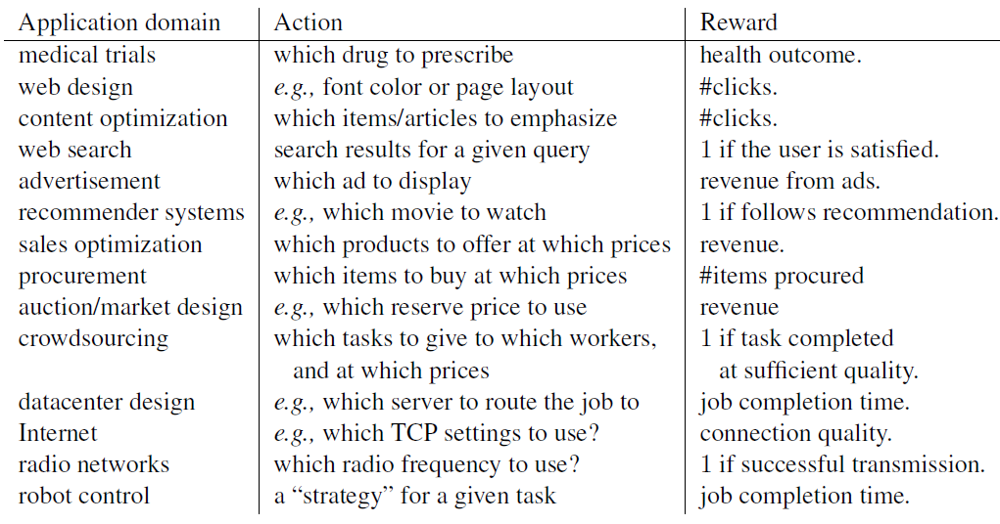 Application domain Action Reward
medical trials which drug to prescribe health outcome.
web design e.g., font color or page layout #clicks.
content optimization which items/articles to emphasize #clicks.
web search search results for a given query 1 if the user is satisfied.
advertisement which ad to display revenue from ads.
recommender systems e.g., which movie to watch 1 if follows recommendation.
sales optimization which products to offer at which prices revenue.
procurement which items to buy at which prices #items procured
auction/market design e.g., which reserve price to use revenue
crowdsourcing which tasks to give to which workers, 1 if task completed
and at which prices at sufficient quality.
datacenter design e.g., which server to route the job to job completion time.
Internet e.g., which TCP settings to use? connection quality.
radio networks which radio frequency to use? 1 if successful transmission.
robot control a “strategy” for a given task job completion time.